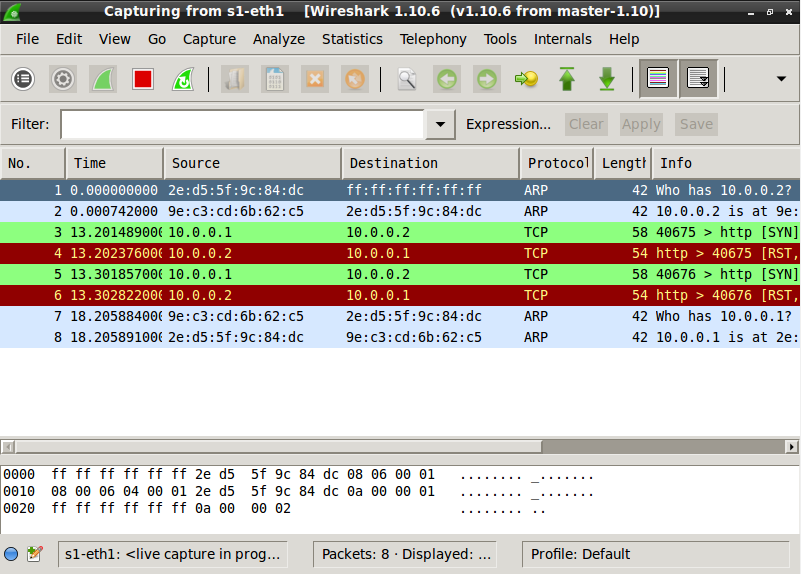 Capturing from s1-eth1 [Wireshark 1.10.6 (v1.10.6 from master-1.10)]
File Edit View Go Capture Analyze Statistics Telephony Tools Internals Help
Filter: Expression... Clear Apply Save
No. Time Source Destination Protocol Length Info
1 0.000000000 2e:d5:5f:9c:84:dc ff:ff:ff:ff:ff:ff ARP 42 Who has 10.0.0.2?
2 0.000742000 9e:c3:cd:6b:62:c5 2e:d5:5f:9c:84:dc ARP 42 10.0.0.2 is at 9e:
3 13.201489000 10.0.0.1 10.0.0.2 TCP 58 40675 > http [SYN]
4 13.202376000 10.0.0.2 10.0.0.1 TCP 54 http > 40675 [RST,
5 13.301857000 10.0.0.1 10.0.0.2 TCP 58 40676 > http [SYN]
6 13.302822000 10.0.0.2 10.0.0.1 TCP 54 http > 40676 [RST,
7 18.205884000 9e:c3:cd:6b:62:c5 2e:d5:5f:9c:84:dc ARP 42 Who has 10.0.0.1?
8 18.205891000 2e:d5:5f:9c:84:dc 9e:c3:cd:6b:62:c5 ARP 42 10.0.0.1 is at 2e:
0000 ff ff ff ff ff ff 2e d5 5f 9c 84 dc 08 06 00 01 ........ _.......
0010 08 00 06 04 00 01 2e d5 5f 9c 84 dc 0a 00 00 01 ........ _.......
0020 ff ff ff ff ff ff 0a 00 00 02 ........ ..
s1-eth1: <live capture in prog... Packets: 8 · Displayed: ... Profile: Default